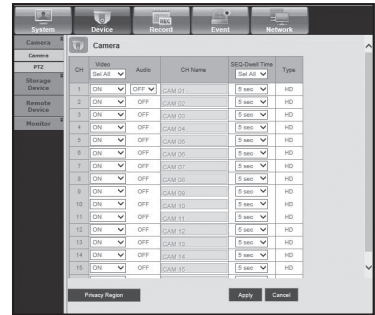 System Device Record Event Network
REC
Camera
Camera
PTZ
Storage Device
Remote Device
Monitor
Camera
CH Video Audio CH Name SEQ-Dwell Time Type
Sel All Sel All
1 ON OFF CAM 01 5 sec HD
2 ON OFF CAM 02 5 sec HD
3 ON OFF CAM 03 5 sec HD
4 ON OFF CAM 04 5 sec HD
5 ON OFF CAM 05 5 sec HD
6 ON OFF CAM 06 5 sec HD
7 ON OFF CAM 07 5 sec HD
8 ON OFF CAM 08 5 sec HD
9 ON OFF CAM 09 5 sec HD
10 ON OFF CAM 10 5 sec HD
11 ON OFF CAM 11 5 sec HD
12 ON OFF CAM 12 5 sec HD
13 ON OFF CAM 13 5 sec HD
14 ON OFF CAM 14 5 sec HD
15 ON OFF CAM 15 5 sec HD
Privacy Region Apply Cancel